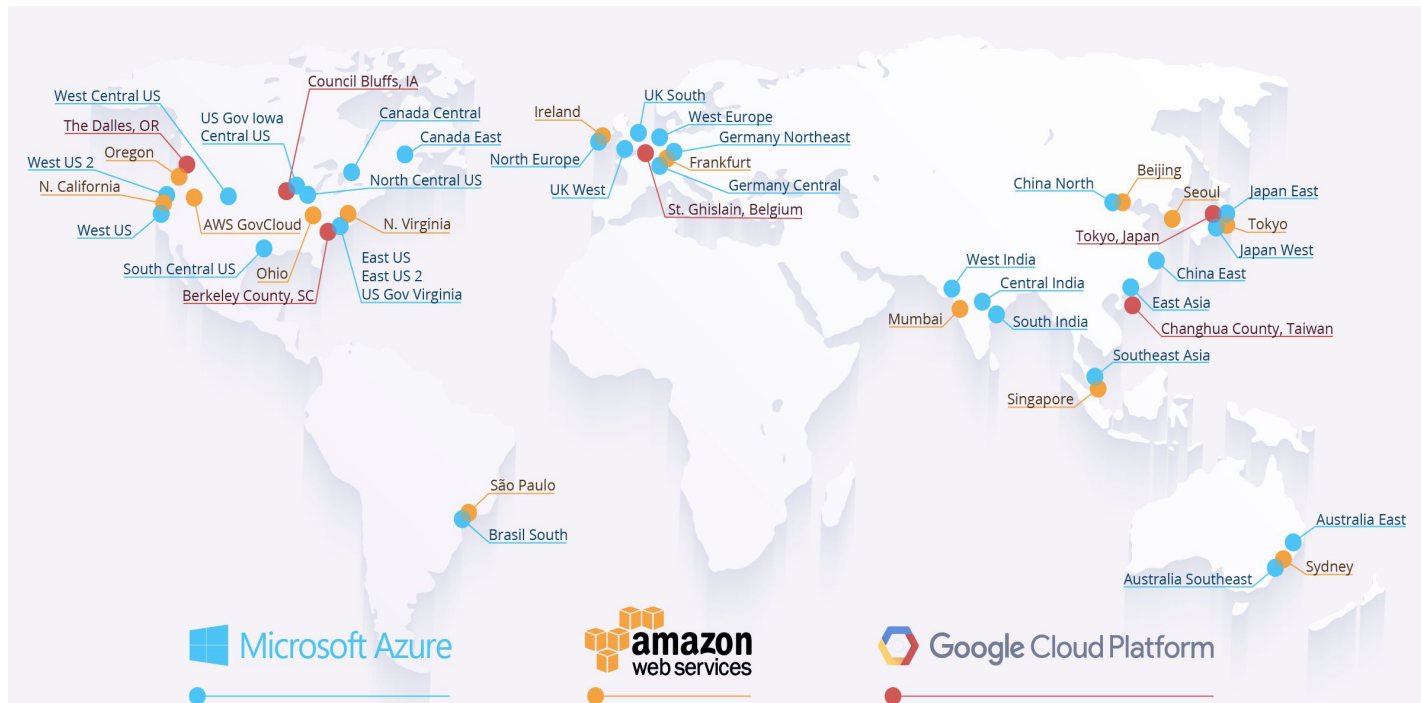 West Central US
The Dalles, OR
Oregon
West US 2
N. California
West US
US Gov Iowa
Central US
Council Bluffs, IA
Canada Central
Canada East
North Central US
AWS GovCloud
N. Virginia
South Central US
Ohio
Berkeley County, SC
East US
East US 2
US Gov Virginia
São Paulo
Brasil South
Ireland
North Europe
UK South
West Europe
Germany Northeast
Frankfurt
UK West
Germany Central
St. Ghislain, Belgium
China North
Beijing
Seoul
Japan East
Tokyo, Japan
Tokyo
Japan West
West India
Central India
China East
Mumbai
South India
East Asia
Changhua County, Taiwan
Southeast Asia
Singapore
Australia East
Australia Southeast
Sydney
Microsoft Azure
amazon
web services
Google Cloud Platform